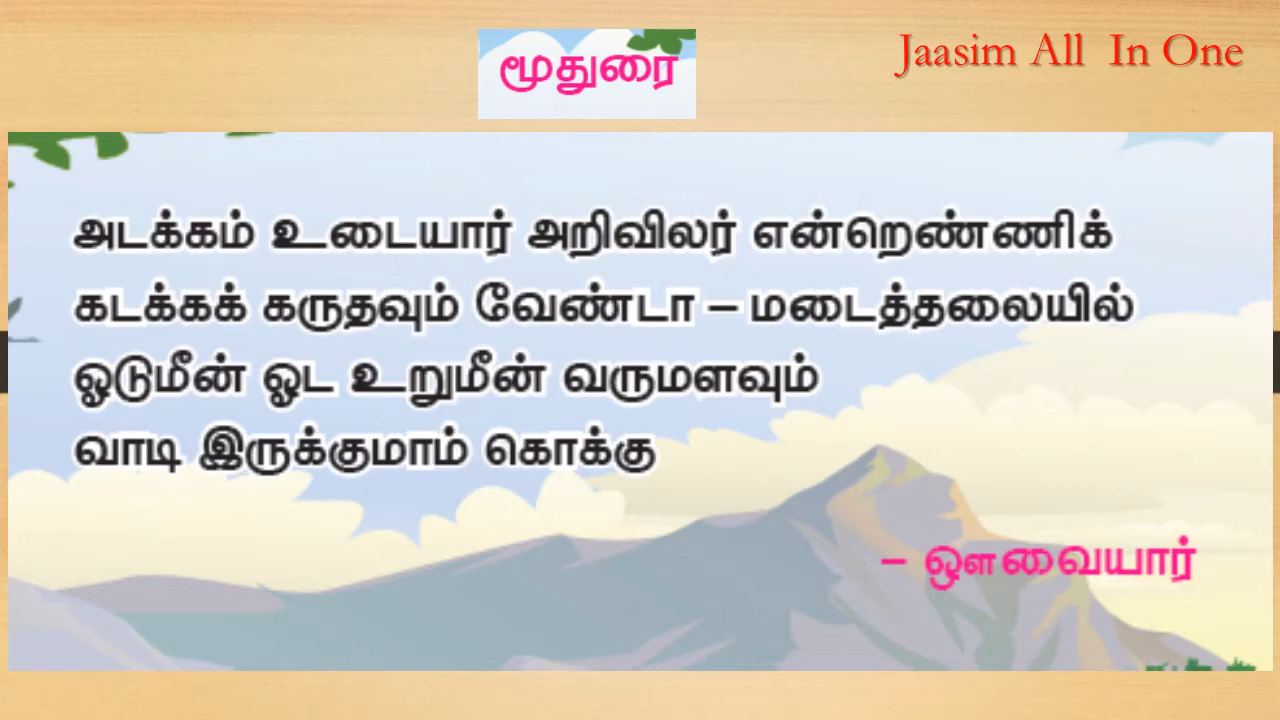 மூதுரை
Jaasim All In One
அடக்கம் உடையார் அறிவிலர் என்றெண்ணிக்
கடக்கக் கருதவும் வேண்டா – மடைத்தலையில்
ஓடுமீன் ஓட உறுமீன் வருமளவும்
வாடி இருக்குமாம் கொக்கு
– ஔவையார்